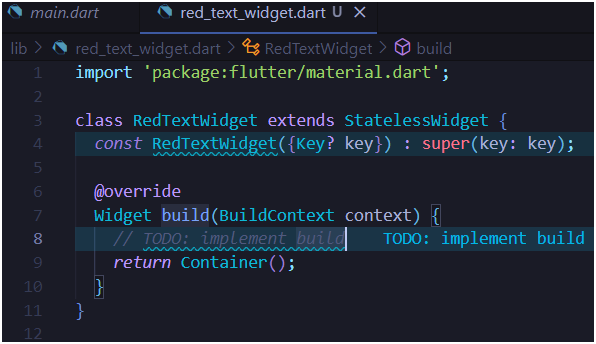 main.dart red_text_widget.dart U ×
lib > red_text_widget.dart > RedTextWidget > build
1 import 'package:flutter/material.dart';
2
3 class RedTextWidget extends StatelessWidget {
4 const RedTextWidget({Key? key}) : super(key: key);
5
6 @override
7 Widget build(BuildContext context) {
8 // TODO: implement build TODO: implement build
9 return Container();
10 }
11 }
12